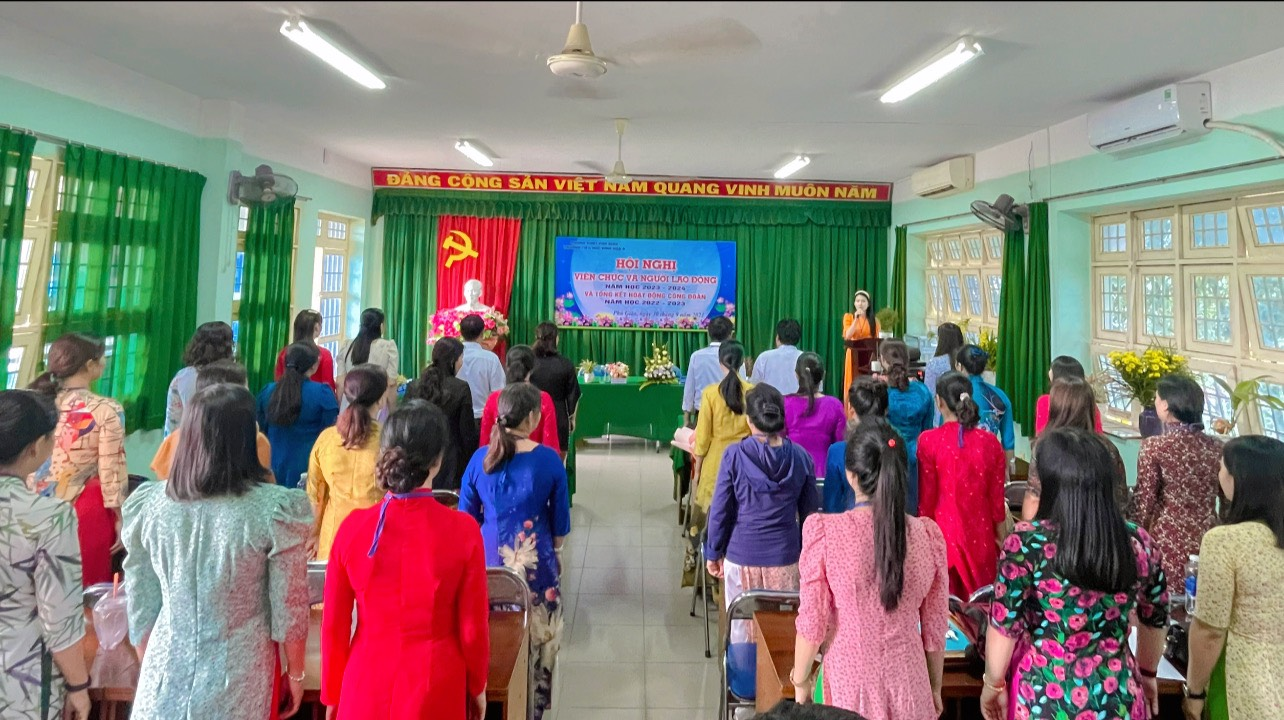 ĐẢNG CỘNG SẢN VIỆT NAM QUANG VINH MUÔN NĂM
HỘI NGHỊ
VIÊN CHỨC VÀ NGƯỜI LAO ĐỘNG
NĂM HỌC 2023 - 2024
VÀ TỔNG KẾT HOẠT ĐỘNG CÔNG ĐOÀN
NĂM HỌC 2022 - 2023